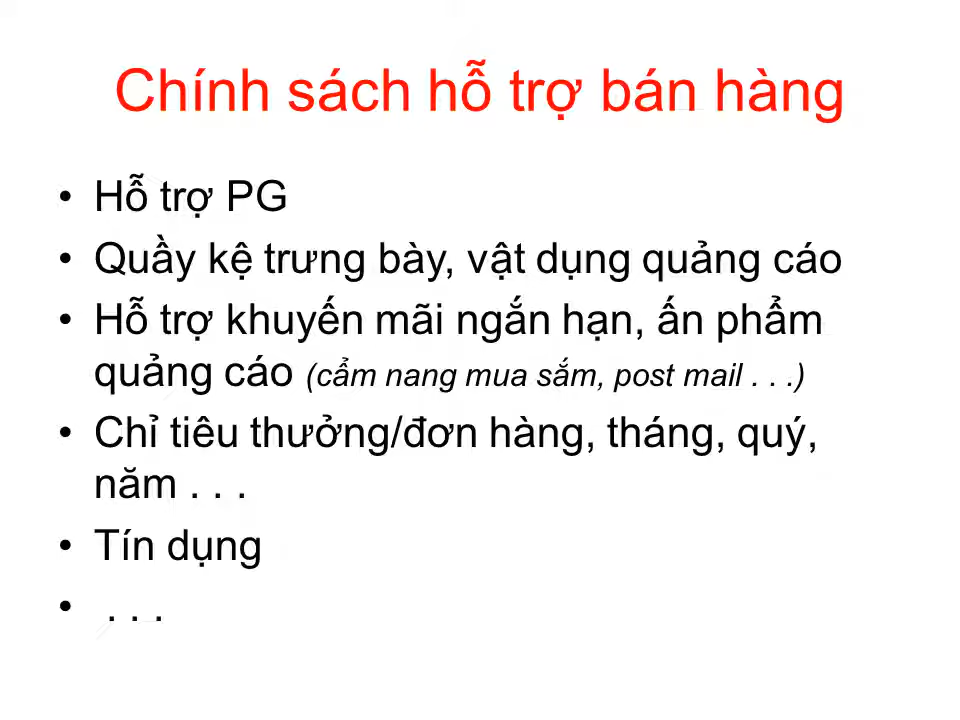 Chính sách hỗ trợ bán hàng
• Hỗ trợ PG
• Quầy kệ trưng bày, vật dụng quảng cáo
• Hỗ trợ khuyến mãi ngắn hạn, ấn phẩm
quảng cáo (cẩm nang mua sắm, post mail . . .)
• Chỉ tiêu thưởng/đơn hàng, tháng, quý,
năm . . .
• Tín dụng
• . . .